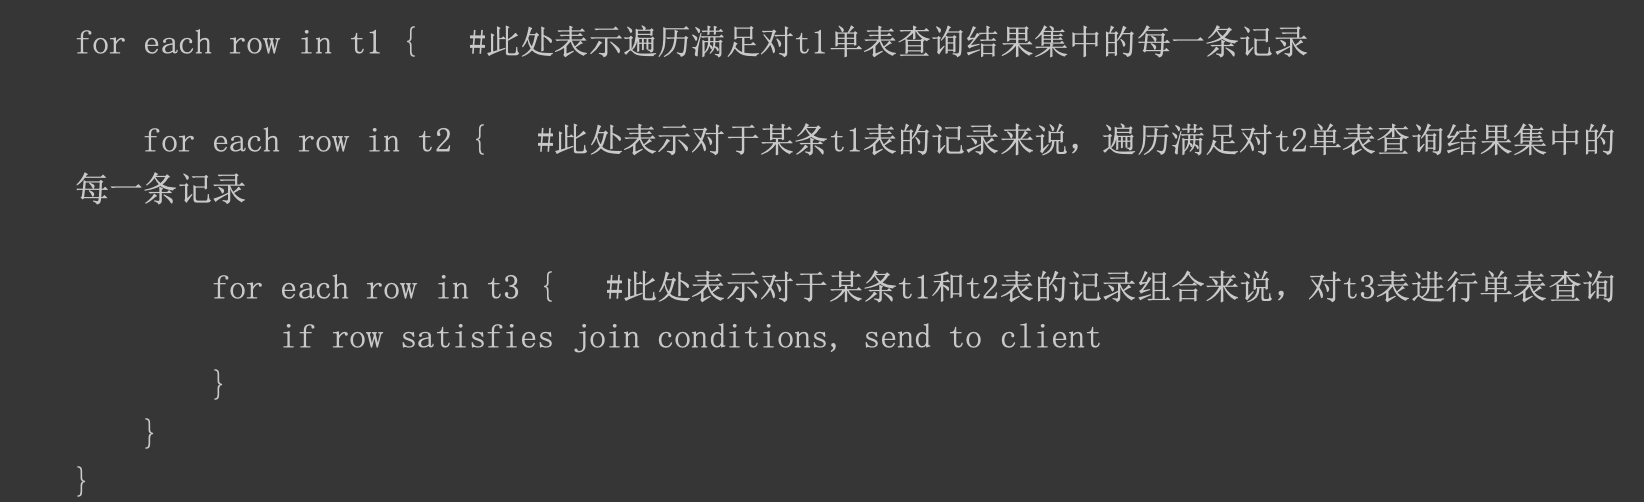 for each row in t1 {   #此处表示遍历满足对t1单表查询结果集中的每一条记录
    for each row in t2 {   #此处表示对于某条t1表的记录来说，遍历满足对t2单表查询结果集中的
每一条记录
        for each row in t3 {   #此处表示对于某条t1和t2表的记录组合来说，对t3表进行单表查询
            if row satisfies join conditions, send to client
        }
    }
}